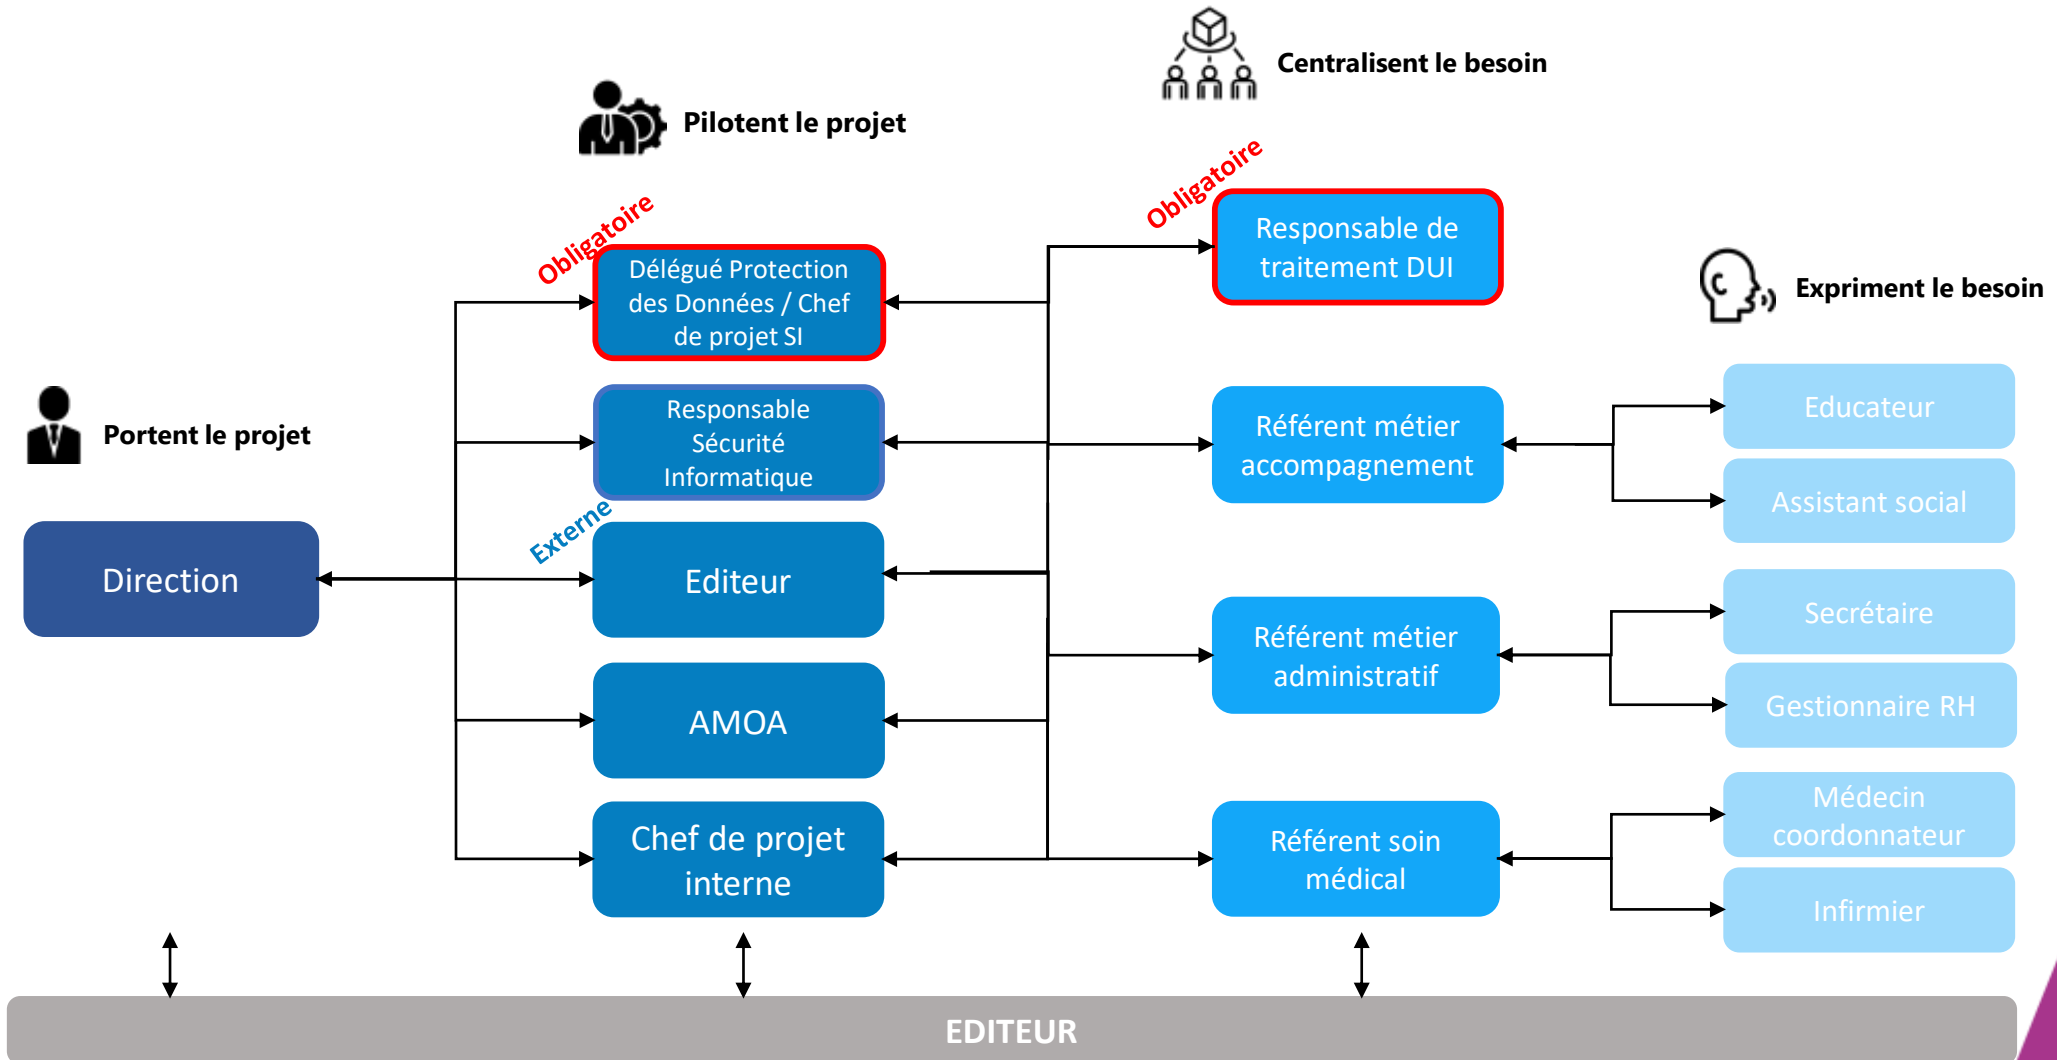 Centralisent le besoin
Pilotent le projet
Obligatoire
Obligatoire
Responsable de
traitement DUI
Délégué Protection
des Données / Chef
de projet SI
Expriment le besoin
Portent le projet
Responsable
Sécurité
Informatique
Référent métier
accompagnement
Educateur
Assistant social
Externe
Direction
Editeur
Référent métier
administratif
Secrétaire
Gestionnaire RH
AMOA
Chef de projet
interne
Référent soin
médical
Médecin
coordonnateur
Infirmier
EDITEUR